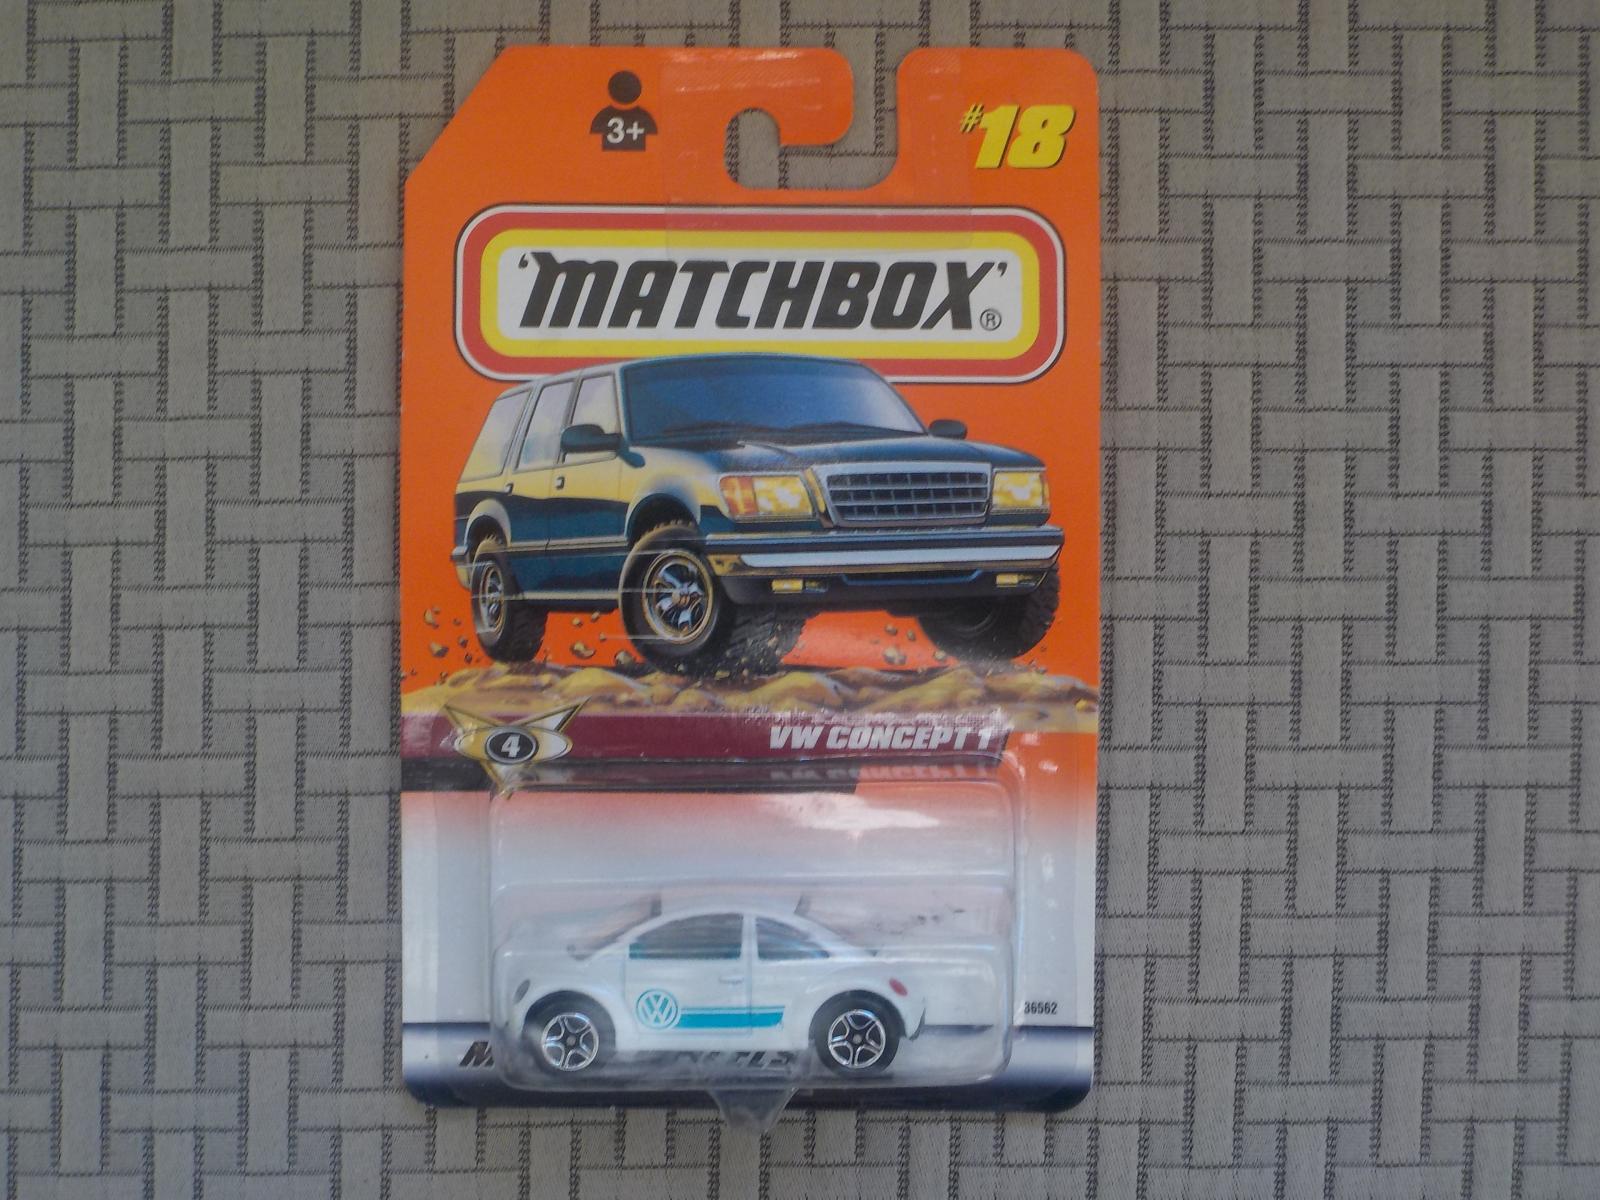 3+
#18
'MATCHBOX'®
4
VW CONCEPT 1
36562